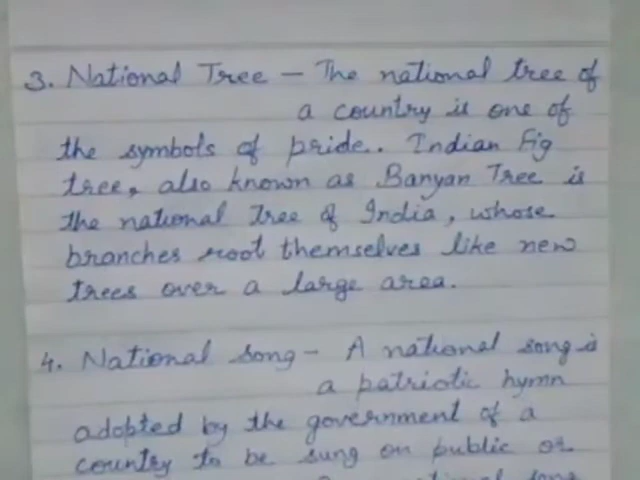 3. National Tree - The national tree of
a country is one of
the symbols of pride. Indian Fig
tree, also known as Banyan Tree is
the national Tree of India, whose
branches root themselves like new
trees over a large area.
4. National song - A national song is
a patriotic hymn
adopted by the government of a
country to be sung on public or